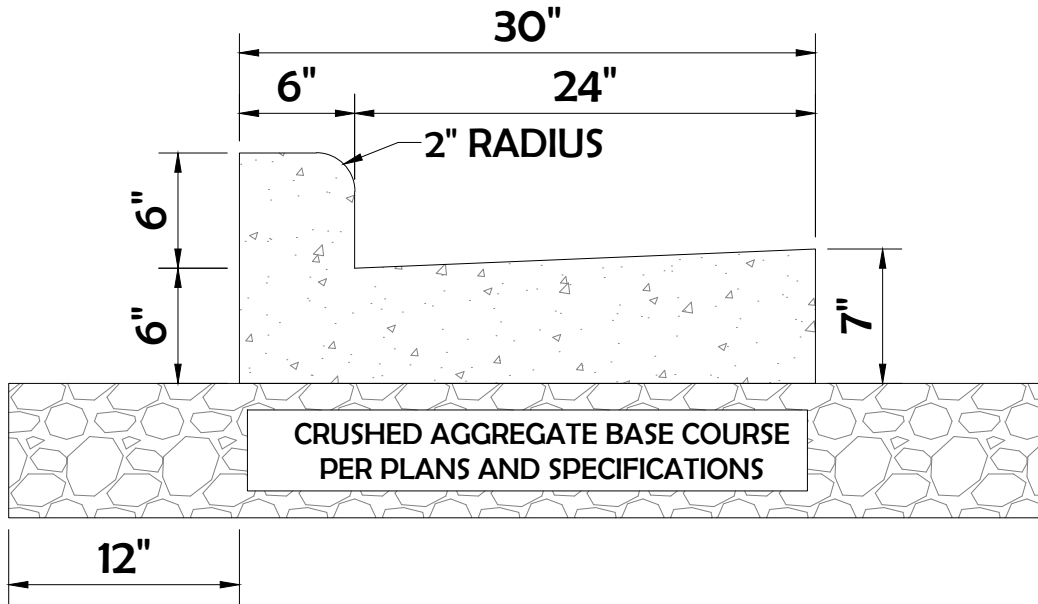 30"
6"
24"
2" RADIUS
6"
6"
7"
CRUSHED AGGREGATE BASE COURSE
PER PLANS AND SPECIFICATIONS
12"